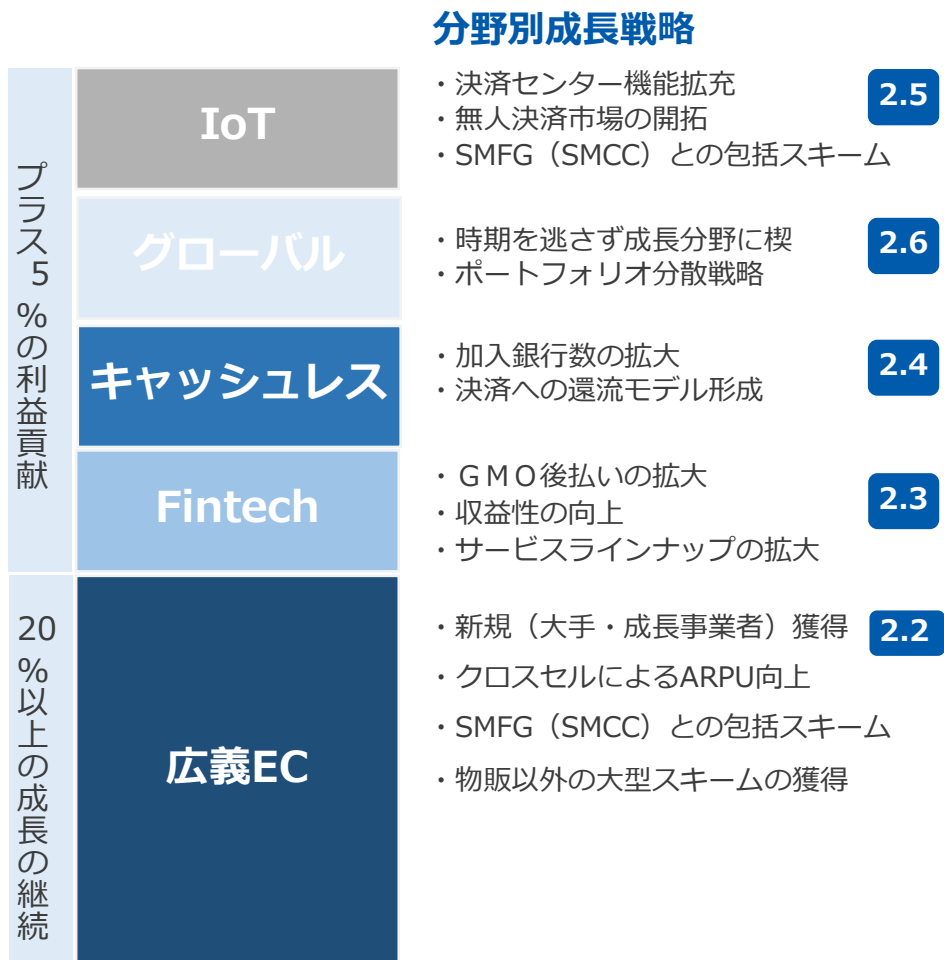 分野別成長戦略
プラス5%の利益貢献
IoT
・決済センター機能拡充
・無人決済市場の開拓
・SMFG（SMCC）との包括スキーム
2.5
グローバル
・時期を逃さず成長分野に楔
・ポートフォリオ分散戦略
2.6
キャッシュレス
・加入銀行数の拡大
・決済への還流モデル形成
2.4
Fintech
・ＧＭＯ後払いの拡大
・収益性の向上
・サービスラインナップの拡大
2.3
20%以上の成長の継続
広義EC
・新規（大手・成長事業者）獲得
・クロスセルによるARPU向上
・SMFG（SMCC）との包括スキーム
・物販以外の大型スキームの獲得
2.2